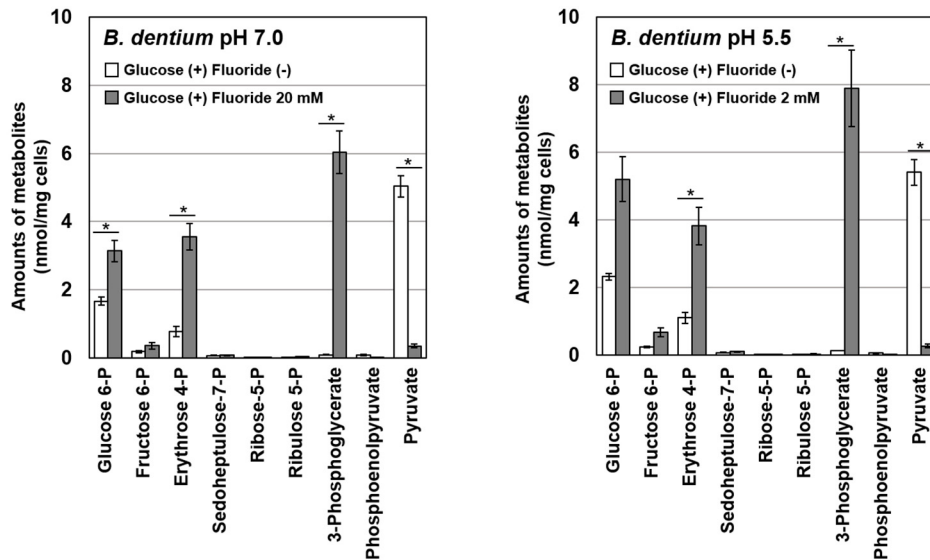 B. dentium pH 7.0
Glucose (+) Fluoride (-)
Glucose (+) Fluoride 20 mM
Amounts of metabolites
(nmol/mg cells)
10
8
6
4
2
0
*
*
*
*
Glucose 6-P
Fructose 6-P
Erythrose 4-P
Sedoheptulose-7-P
Ribose-5-P
Ribulose 5-P
3-Phosphoglycerate
Phosphoenolpyruvate
Pyruvate
B. dentium pH 5.5
Glucose (+) Fluoride (-)
Glucose (+) Fluoride 2 mM
Amounts of metabolites
(nmol/mg cells)
10
8
6
4
2
0
*
*
*
Glucose 6-P
Fructose 6-P
Erythrose 4-P
Sedoheptulose-7-P
Ribose-5-P
Ribulose 5-P
3-Phosphoglycerate
Phosphoenolpyruvate
Pyruvate